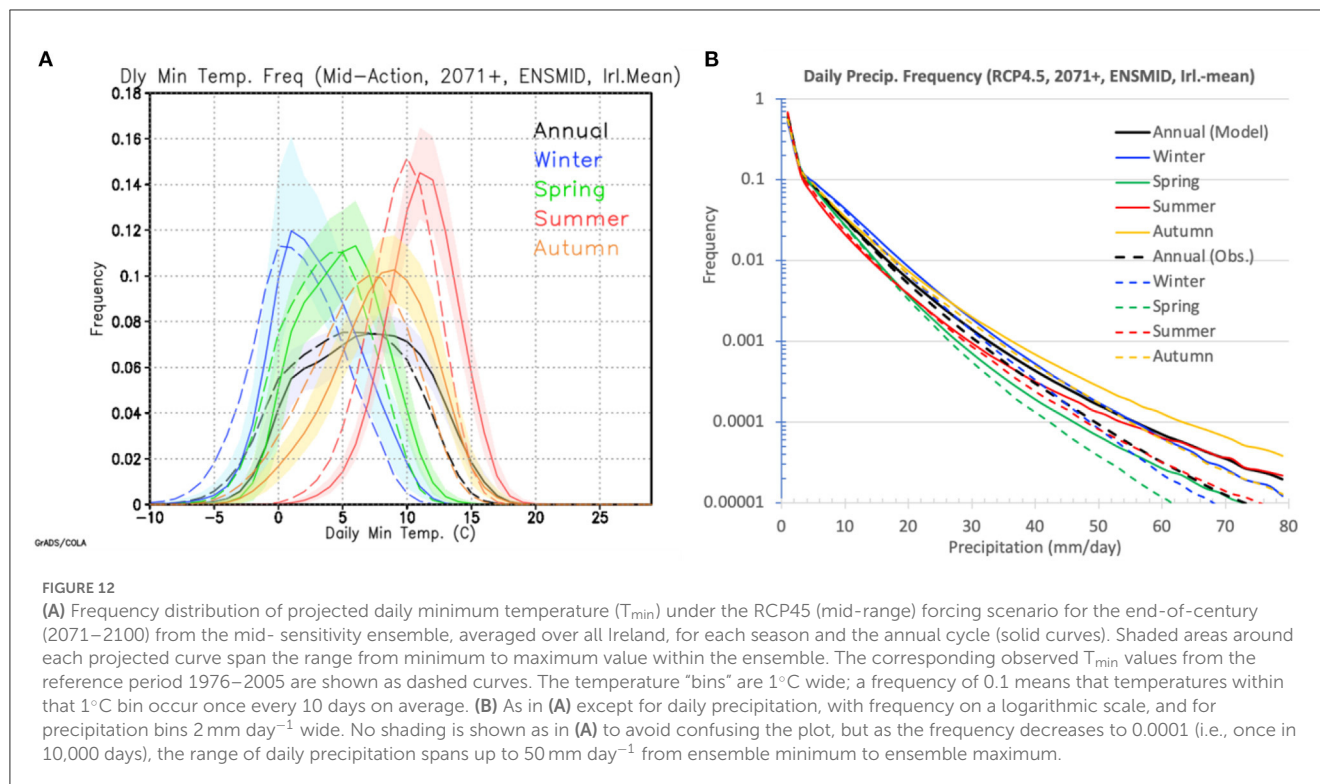 A
Dly Min Temp. Freq (Mid-Action, 2071+, ENSMID, Irl.Mean)
0.18
0.16
0.14
0.12
0.1
0.08
0.06
0.04
0.02
0
Frequency
Annual
Winter
Spring
Summer
Autumn
-10 -5 0 5 10 15 20 25
Daily Min Temp. (C)
GrADS/COLA
B
Daily Precip. Frequency (RCP4.5, 2071+, ENSMID, Irl.-mean)
1
0.1
0.01
0.001
0.0001
0.00001
Frequency
Annual (Model)
Winter
Spring
Summer
Autumn
Annual (Obs.)
Winter
Spring
Summer
Autumn
0 10 20 30 40 50 60 70 80
Precipitation (mm/day)
FIGURE 12
(A) Frequency distribution of projected daily minimum temperature (Tmin) under the RCP45 (mid-range) forcing scenario for the end-of-century
(2071–2100) from the mid- sensitivity ensemble, averaged over all Ireland, for each season and the annual cycle (solid curves). Shaded areas around
each projected curve span the range from minimum to maximum value within the ensemble. The corresponding observed Tmin values from the
reference period 1976–2005 are shown as dashed curves. The temperature "bins" are 1°C wide; a frequency of 0.1 means that temperatures within
that 1°C bin occur once every 10 days on average. (B) As in (A) except for daily precipitation, with frequency on a logarithmic scale, and for
precipitation bins 2 mm day⁻¹ wide. No shading is shown as in (A) to avoid confusing the plot, but as the frequency decreases to 0.0001 (i.e., once in
10,000 days), the range of daily precipitation spans up to 50 mm day⁻¹ from ensemble minimum to ensemble maximum.